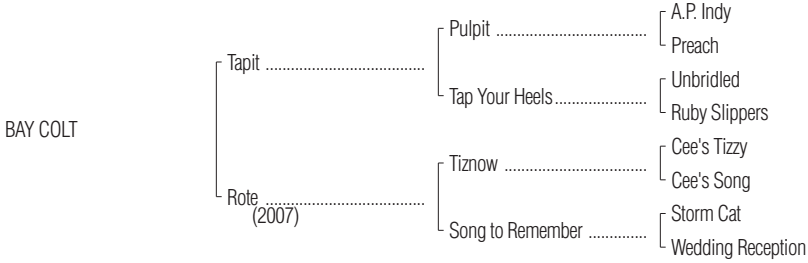 BAY COLT
Tapit ......................................
Rote ......................................
(2007)
Pulpit ....................................
Tap Your Heels......................
Tiznow ..................................
Song to Remember ..............
A.P. Indy
Preach
Unbridled
Ruby Slippers
Cee's Tizzy
Cee's Song
Storm Cat
Wedding Reception